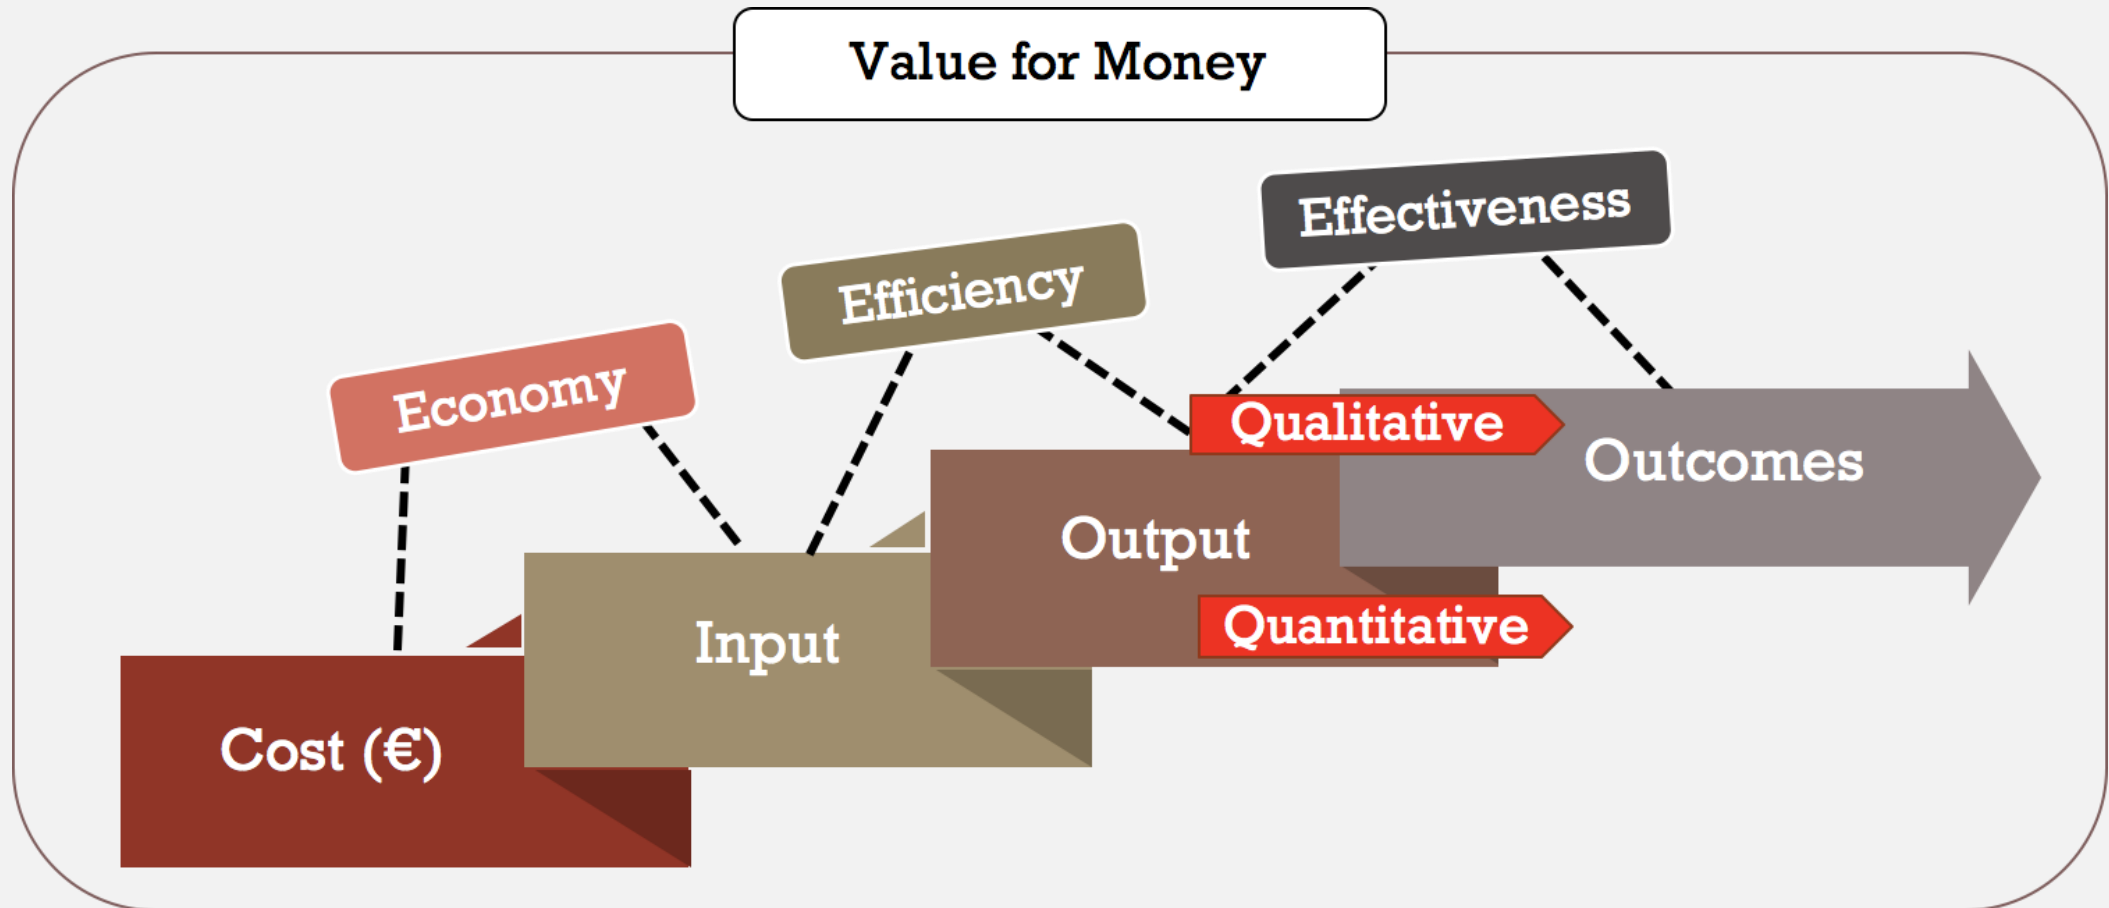 Value for Money
Effectiveness
Efficiency
Economy
Qualitative
Outcomes
Output
Quantitative
Input
Cost (€)